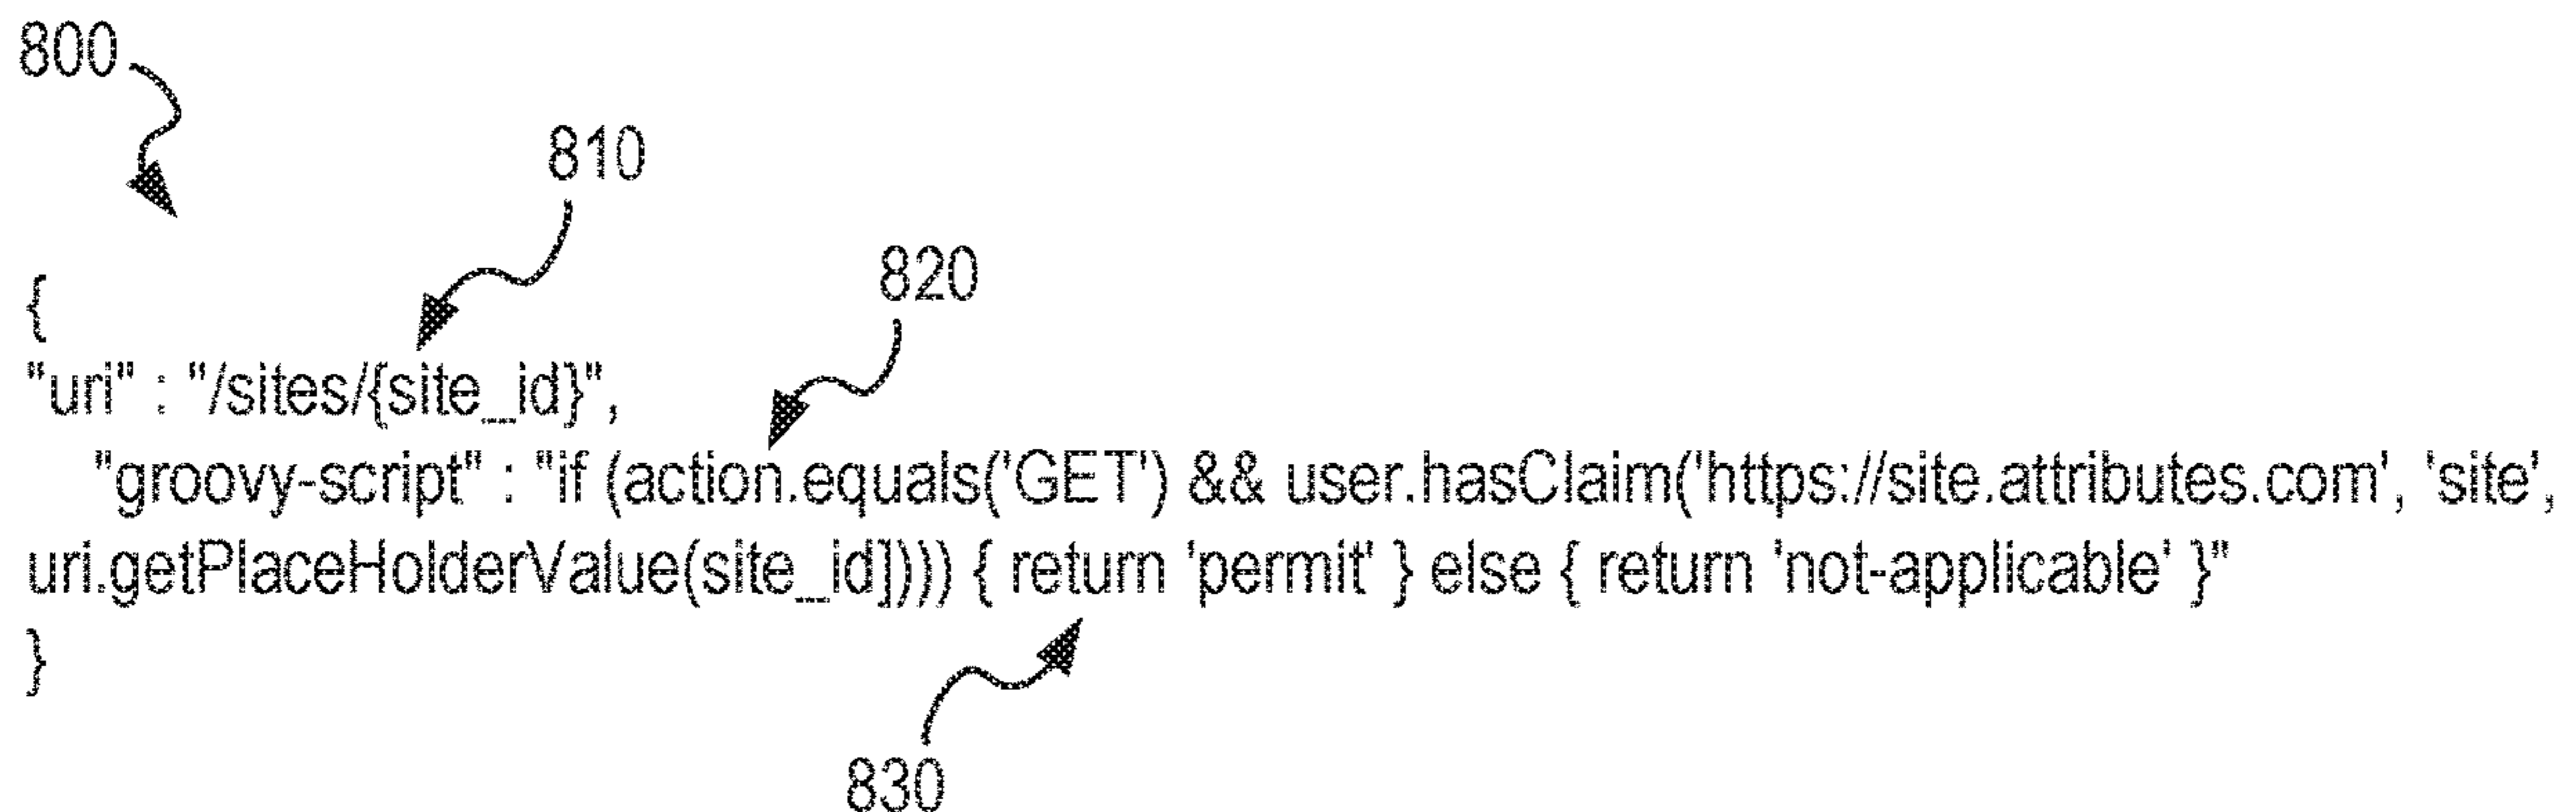 800
810
820
{
"uri" : "/sites/{site_id}",
"groovy-script" : "if (action.equals('GET') && user.hasClaim('https://site.attributes.com', 'site',
uri.getPlaceHolderValue(site_id]))) { return 'permit' } else { return 'not-applicable' }"
}
830